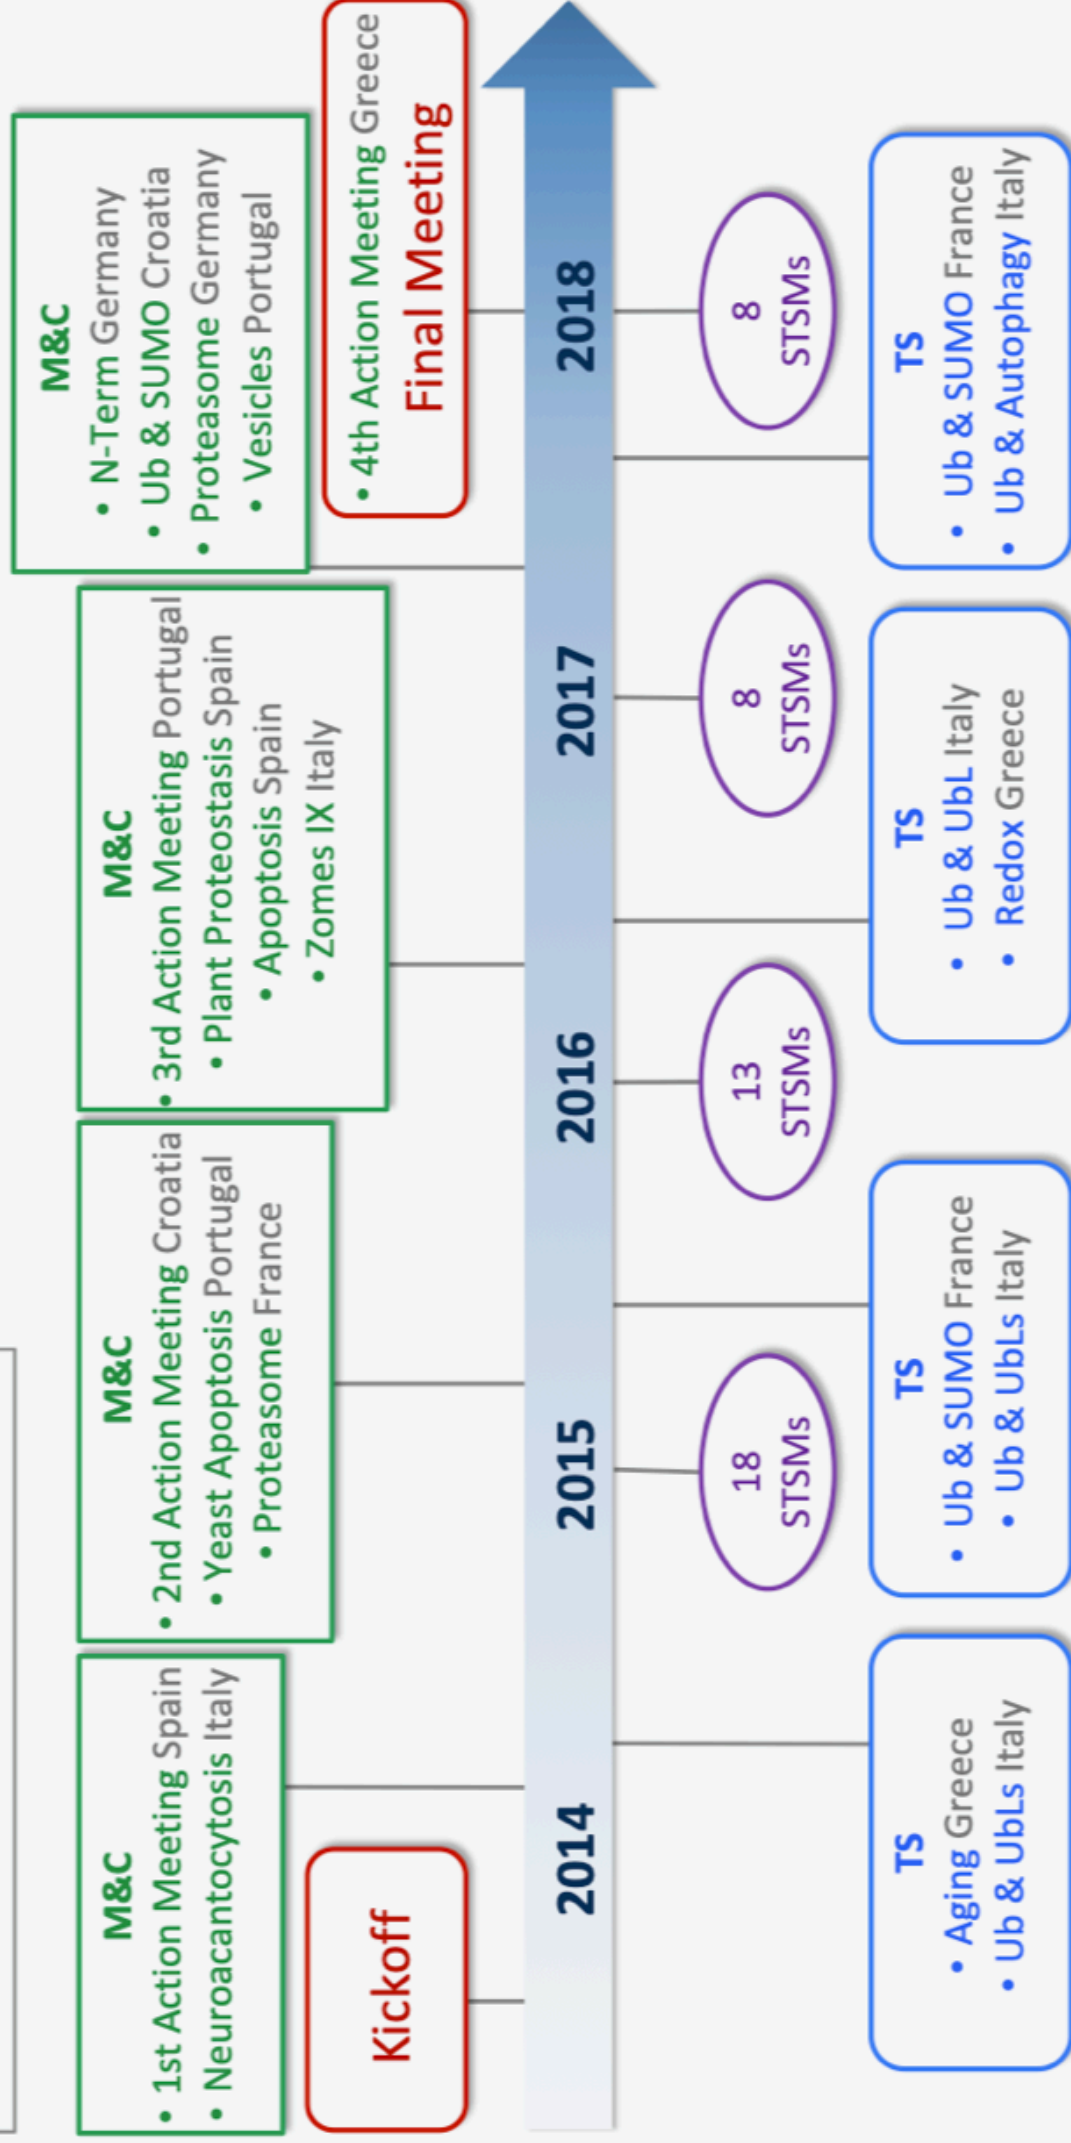 M&C
• 1st Action Meeting Spain
• Neuroacantocytosis Italy
M&C
• 2nd Action Meeting Croatia
• Yeast Apoptosis Portugal
• Proteasome France
M&C
• 3rd Action Meeting Portugal
• Plant Proteostasis Spain
• Apoptosis Spain
• Zomes IX Italy
M&C
• N-Term Germany
• Ub & SUMO Croatia
• Proteasome Germany
• Vesicles Portugal
Kickoff
• 4th Action Meeting Greece
Final Meeting
2014
2015
2016
2017
2018
18
STSMs
13
STSMs
8
STSMs
8
STSMs
TS
• Aging Greece
• Ub & UbLs Italy
TS
• Ub & SUMO France
• Ub & UbLs Italy
TS
• Ub & UbL Italy
• Redox Greece
TS
• Ub & SUMO France
• Ub & Autophagy Italy